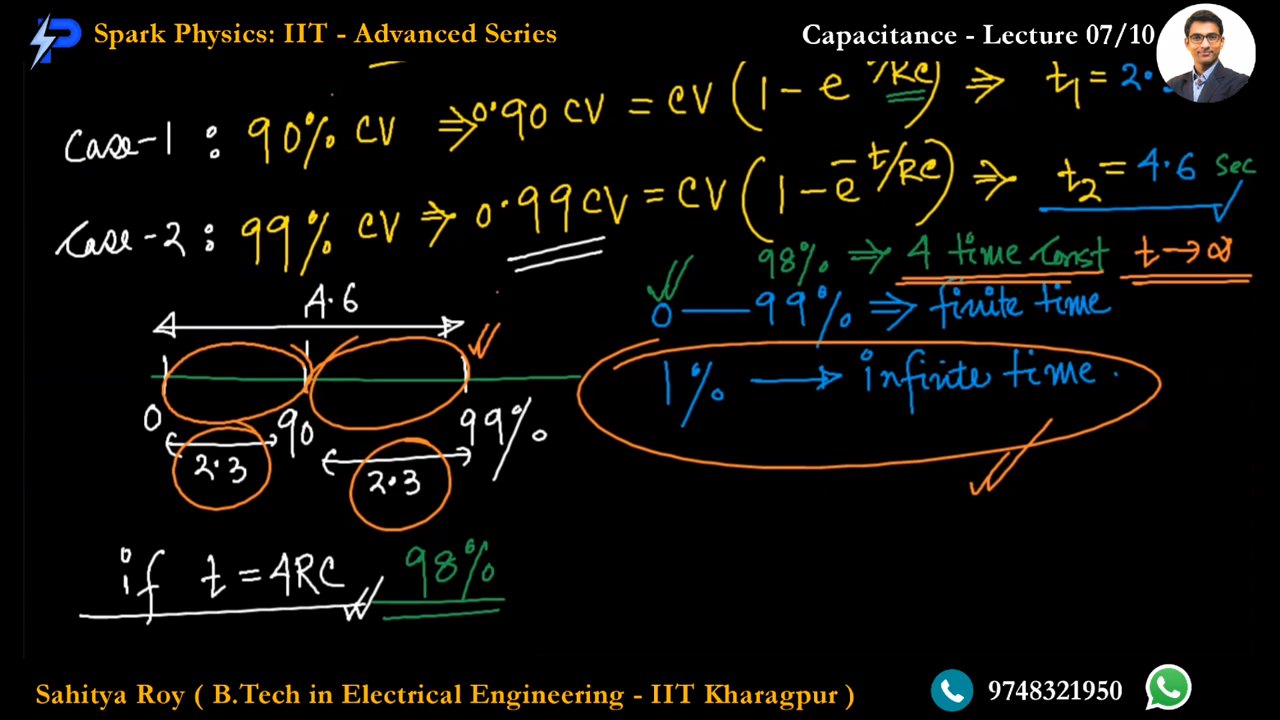 Spark Physics: IIT - Advanced Series
Capacitance - Lecture 07/10
Case-1 : 90% CV ⇒ 0.90 CV = CV (1 - e t/RC) ⇒ t₁ = 2.
Case-2 : 99% CV ⇒ 0.99CV = CV (1 - e^-t/RC) ⇒ t₂ = 4.6 sec
98% ⇒ 4 time const t → ∞
0 — 99% ⇒ finite time
1% → infinite time.
4.6
0 90 99%
2.3 2.3
if t = 4RC 98%
Sahitya Roy ( B.Tech in Electrical Engineering - IIT Kharagpur )
9748321950